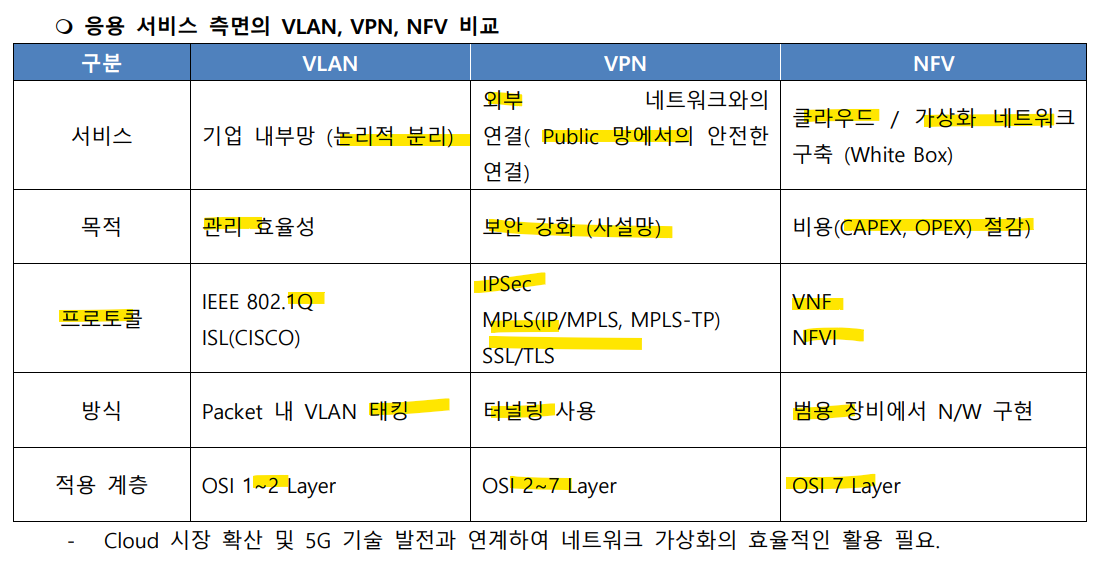 ❍ 응용 서비스 측면의 VLAN, VPN, NFV 비교
구분 VLAN VPN NFV
서비스
기업 내부망 (논리적 분리)
외부 네트워크와의
연결( Public 망에서의 안전한
연결)
클라우드 / 가상화 네트워크
구축 (White Box)
목적
관리 효율성
보안 강화 (사설망)
비용(CAPEX, OPEX) 절감)
프로토콜
IEEE 802.1Q
ISL(CISCO)
IPSec
MPLS(IP/MPLS, MPLS-TP)
SSL/TLS
VNF
NFVI
방식
Packet 내 VLAN 태킹
터널링 사용
범용 장비에서 N/W 구현
적용 계층
OSI 1~2 Layer
OSI 2~7 Layer
OSI 7 Layer
- Cloud 시장 확산 및 5G 기술 발전과 연계하여 네트워크 가상화의 효율적인 활용 필요.